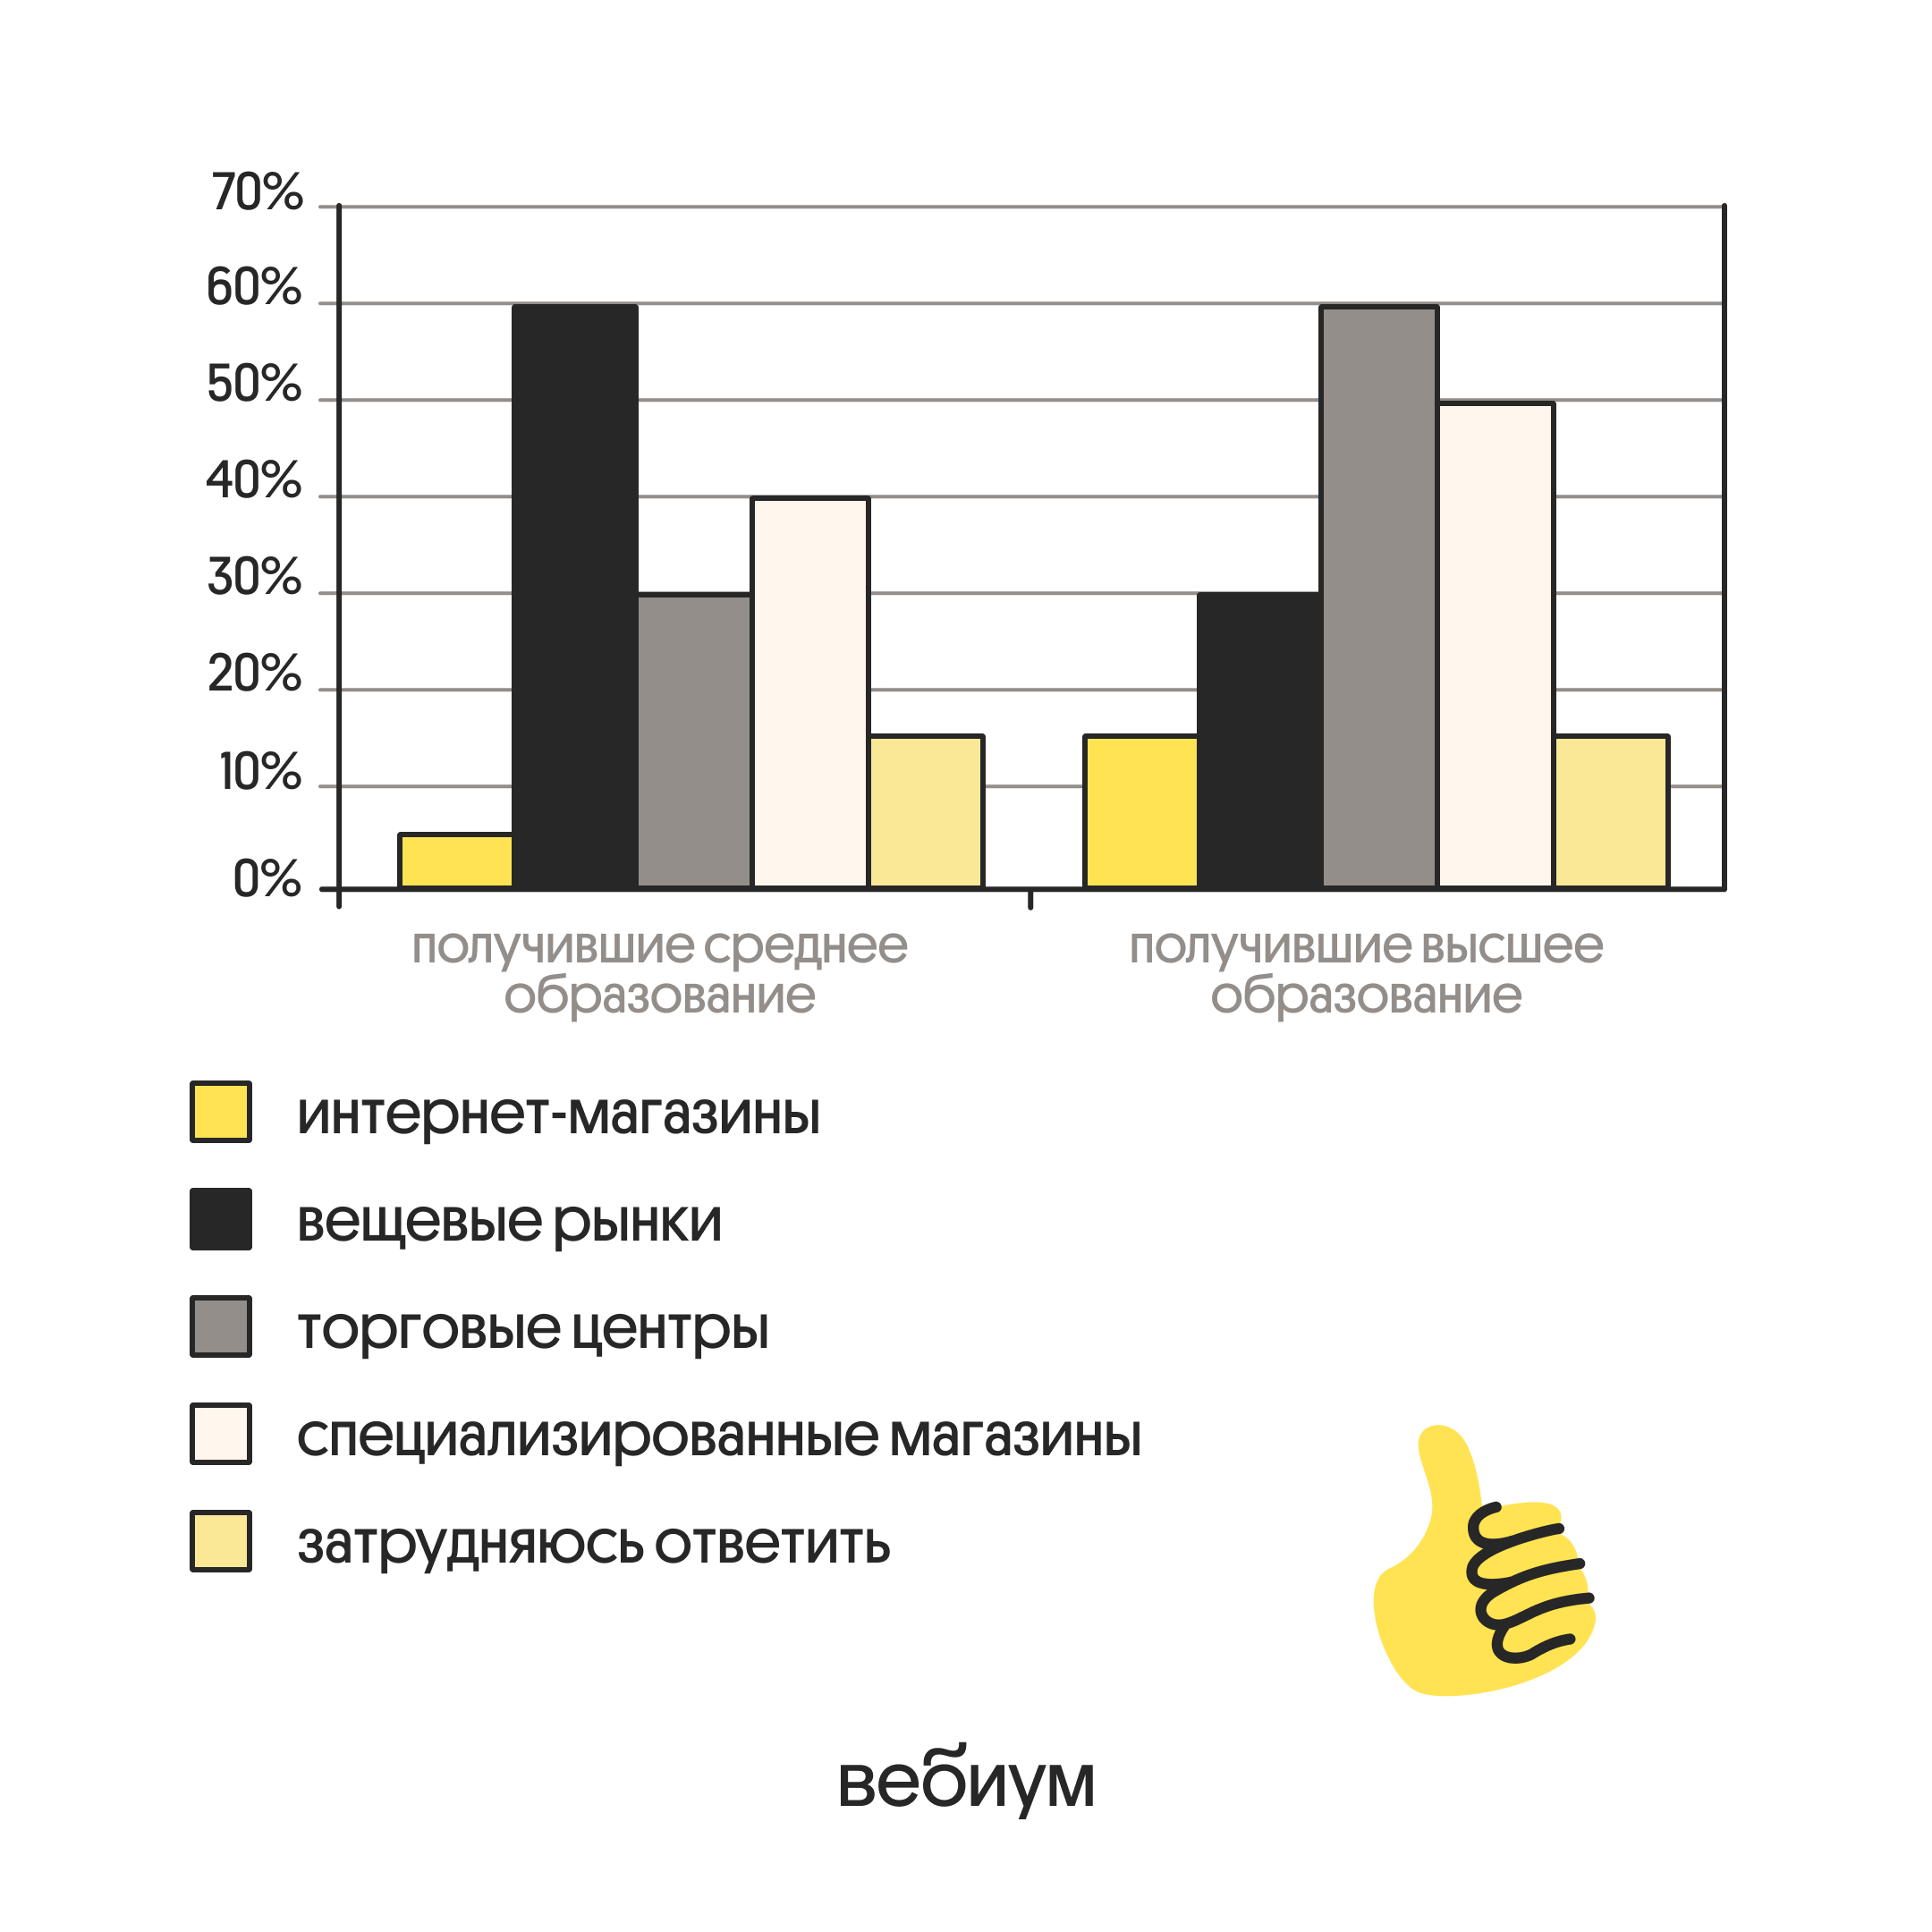 70%
60%
50%
40%
30%
20%
10%
0%
получившие среднее
образование
получившие высшее
образование
интернет-магазины
вещевые рынки
торговые центры
специализированные магазины
затрудняюсь ответить
вебиум